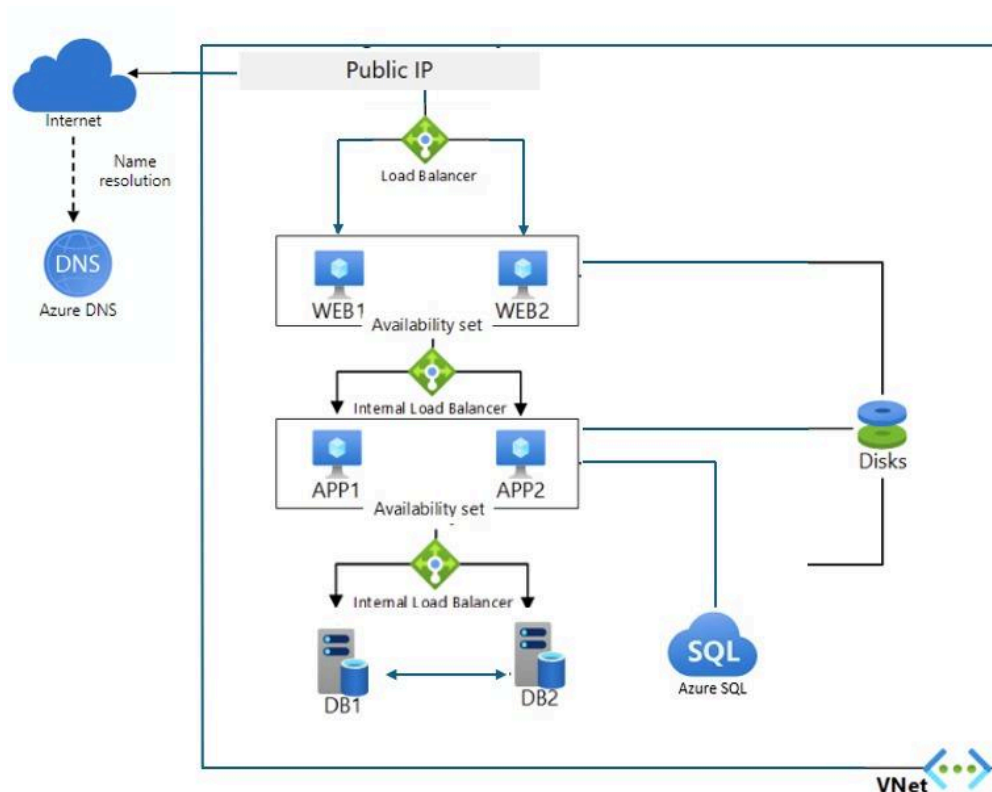 Public IP
Internet
Name
resolution
Load Balancer
DNS
Azure DNS
WEB1
WEB2
Availability set
Internal Load Balancer
APP1
APP2
Disks
Availability set
Internal Load Balancer
SQL
Azure SQL
DB1
DB2
VNet